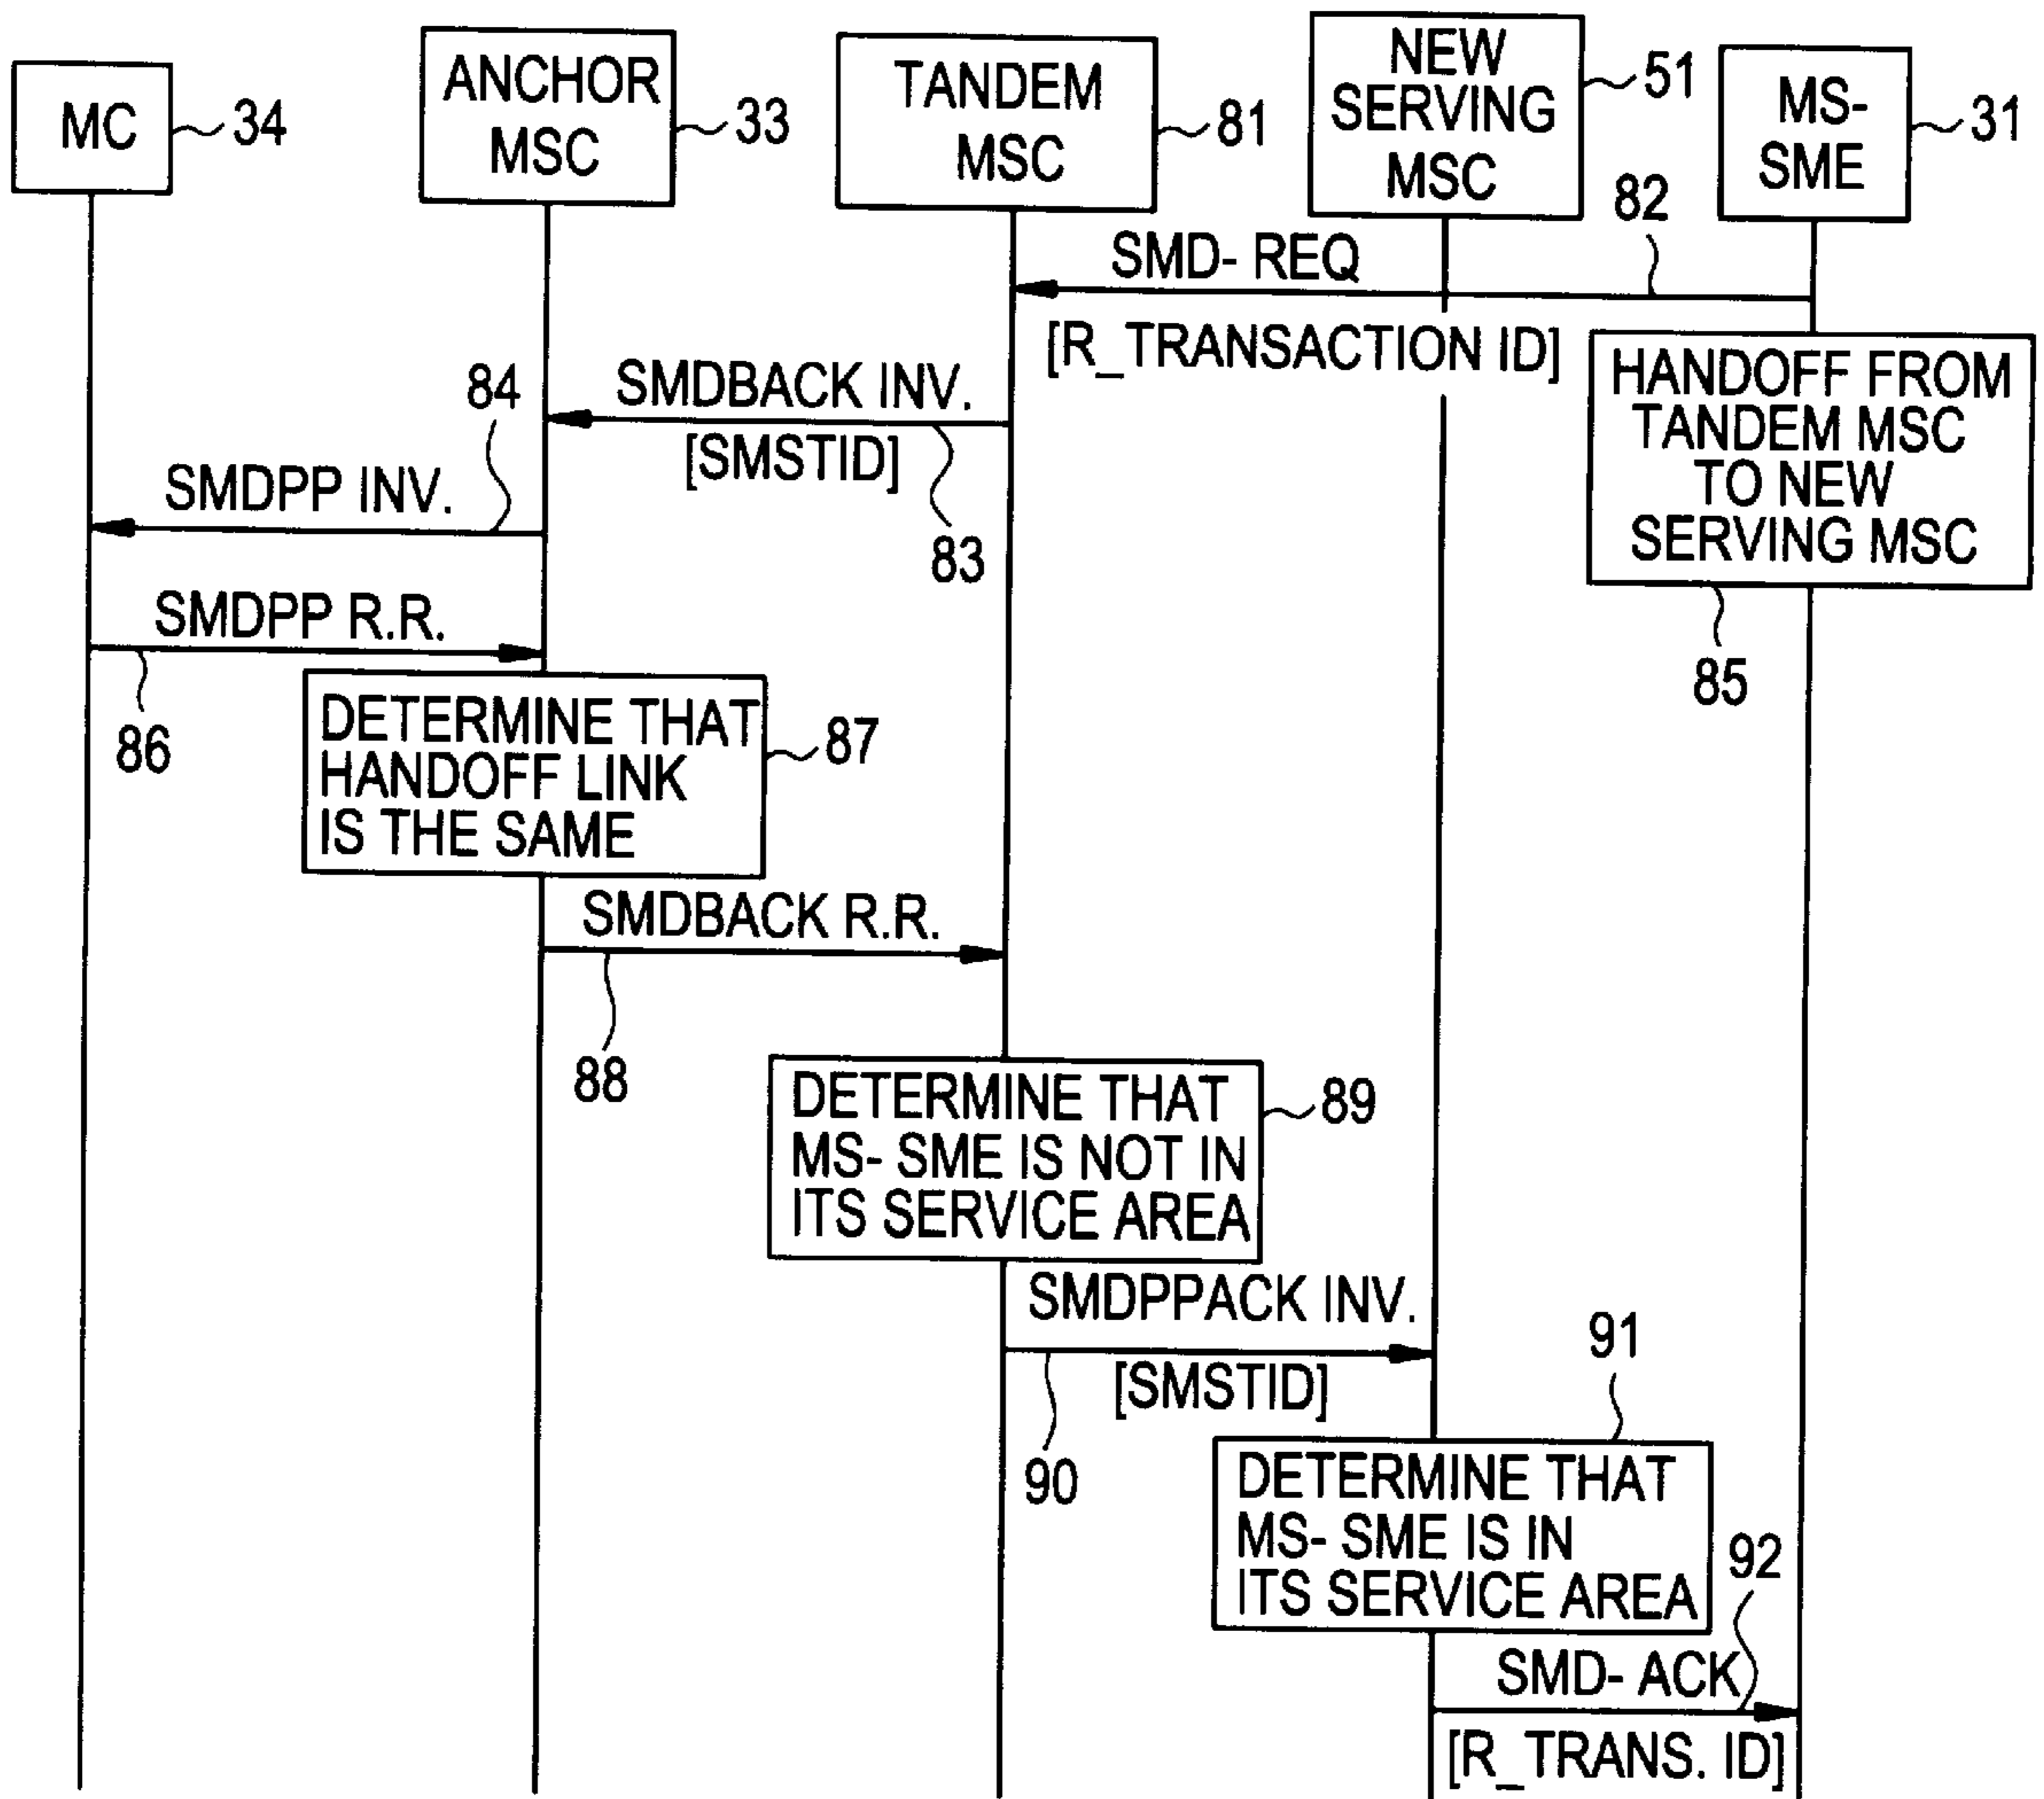 MC
34
ANCHOR
MSC
33
TANDEM
MSC
81
NEW
SERVING
MSC
51
MS-
SME
31
SMD- REQ
82
[R_TRANSACTION ID]
HANDOFF FROM
TANDEM MSC
TO NEW
SERVING MSC
85
SMDBACK INV.
[SMSTID]
83
84
SMDPP INV.
SMDPP R.R.
86
DETERMINE THAT
HANDOFF LINK
IS THE SAME
87
SMDBACK R.R.
88
DETERMINE THAT
MS- SME IS NOT IN
ITS SERVICE AREA
89
SMDPPACK INV.
[SMSTID]
90
91
DETERMINE THAT
MS- SME IS IN
ITS SERVICE AREA
92
SMD- ACK
[R_TRANS. ID]